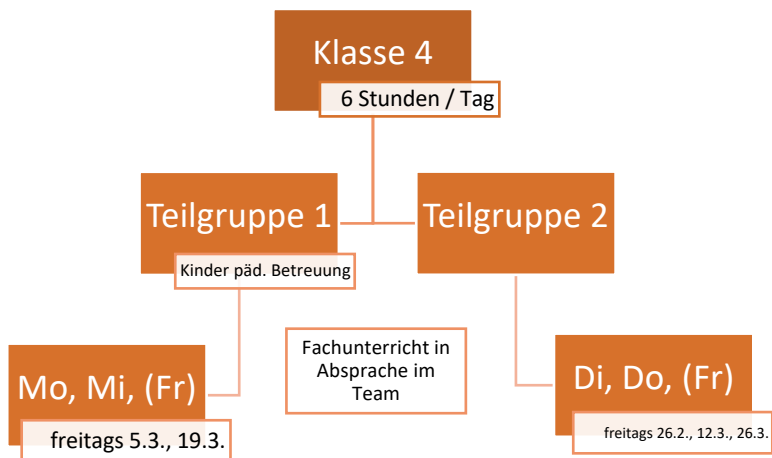 Klasse 4
6 Stunden / Tag
Teilgruppe 1
Kinder päd. Betreuung
Teilgruppe 2
Fachunterricht in
Absprache im
Team
Mo, Mi, (Fr)
freitags 5.3., 19.3.
Di, Do, (Fr)
freitags 26.2., 12.3., 26.3.